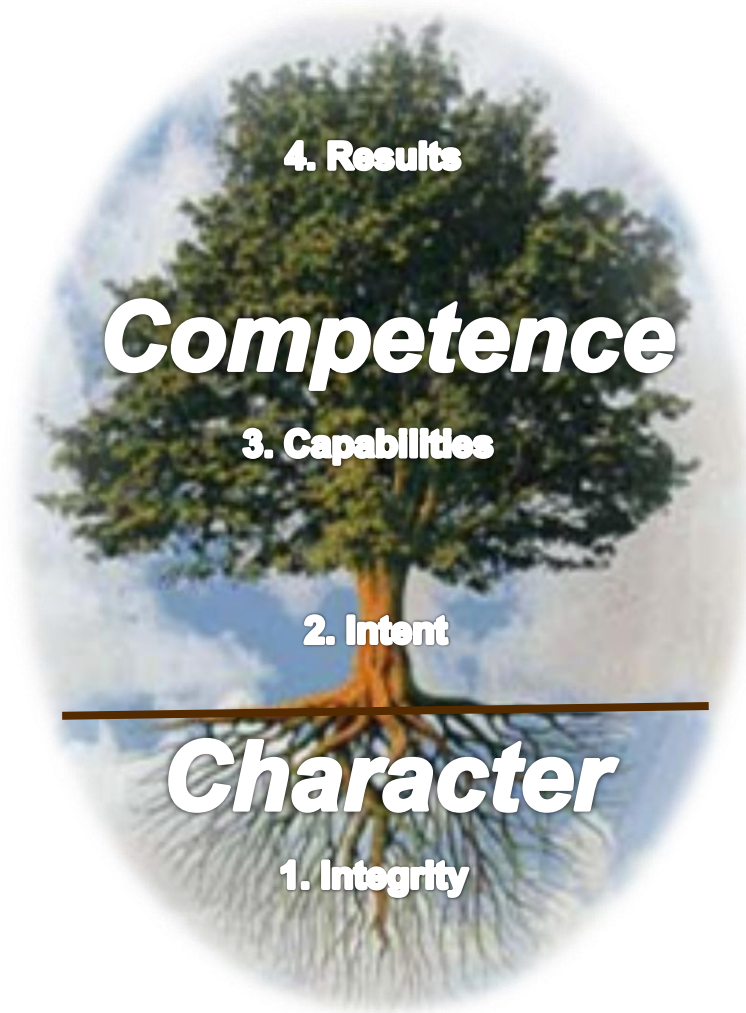 4. Results
Competence
3. Capabilities
2. Intent
Character
1. Integrity